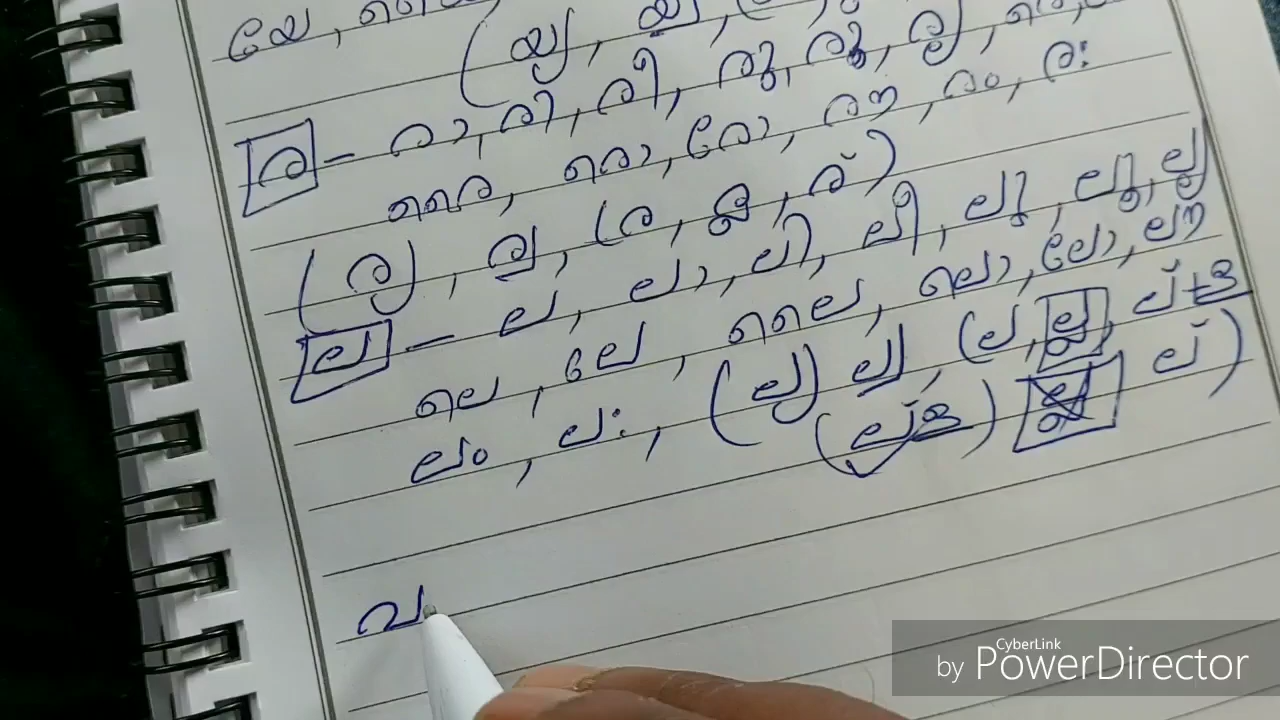 യേ,
(യ്യ, യ്യ,
ര – രാ, രി, രീ, രു, രൂ, രൃ,
രൈ, രൊ, രോ, രൗ, രം, രഃ
(ര്യ), ര്വ, (ര, ര്)
ല – ല, ലാ, ലി, ലീ, ലു, ലൂ, ലൃ
ലെ, ലേ, ലൈ, ലൊ, ലോ, ലൗ
ലം, ലഃ, (ല്യ) ല്വ, (ല, ല്ല, ല്+ള
ല് )
വ
CyberLink
by PowerDirector